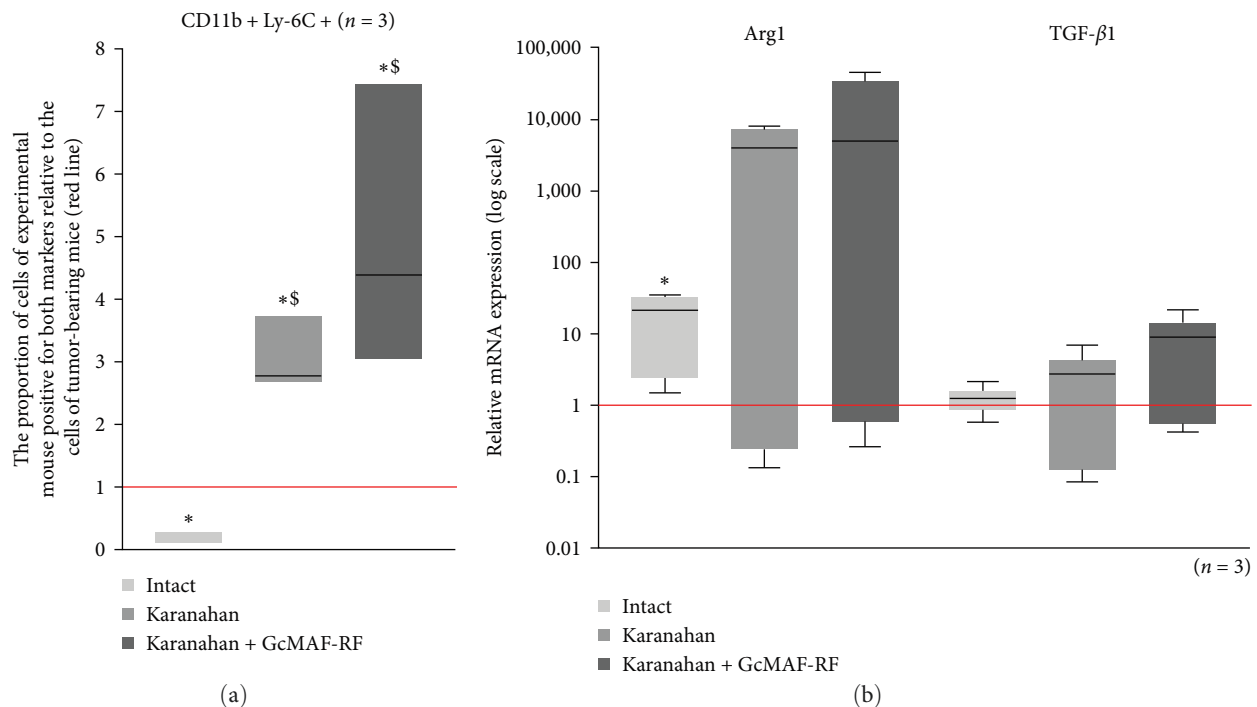 CD11b + Ly-6C + (n = 3)
The proportion of cells of experimental
mouse positive for both markers relative to the
cells of tumor-bearing mice (red line)
8
7
6
5
4
3
2
1
0
*
*$
*$
Intact
Karanahan
Karanahan + GcMAF-RF
(a)
Arg1
TGF-β1
Relative mRNA expression (log scale)
100,000
10,000
1,000
100
10
1
0.1
0.01
*
(n = 3)
Intact
Karanahan
Karanahan + GcMAF-RF
(b)